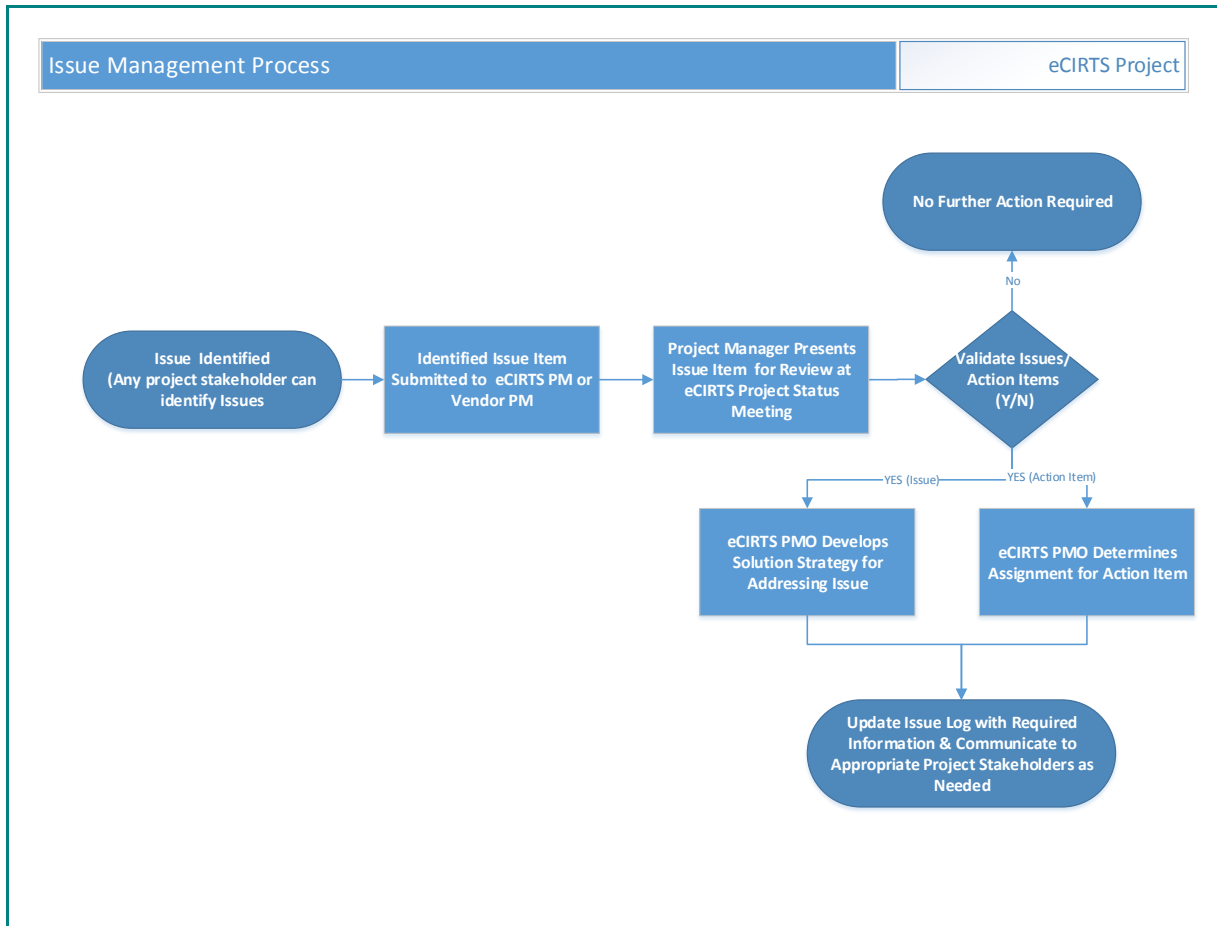 Issue Management Process
eCIRTS Project
No Further Action Required
No
Issue Identified
(Any project stakeholder can
identify Issues
Identified Issue Item
Submitted to eCIRTS PM or
Vendor PM
Project Manager Presents
Issue Item for Review at
eCIRTS Project Status
Meeting
Validate Issues/
Action Items
(Y/N)
YES (Issue)
YES (Action Item)
eCIRTS PMO Develops
Solution Strategy for
Addressing Issue
eCIRTS PMO Determines
Assignment for Action Item
Update Issue Log with Required
Information & Communicate to
Appropriate Project Stakeholders as
Needed